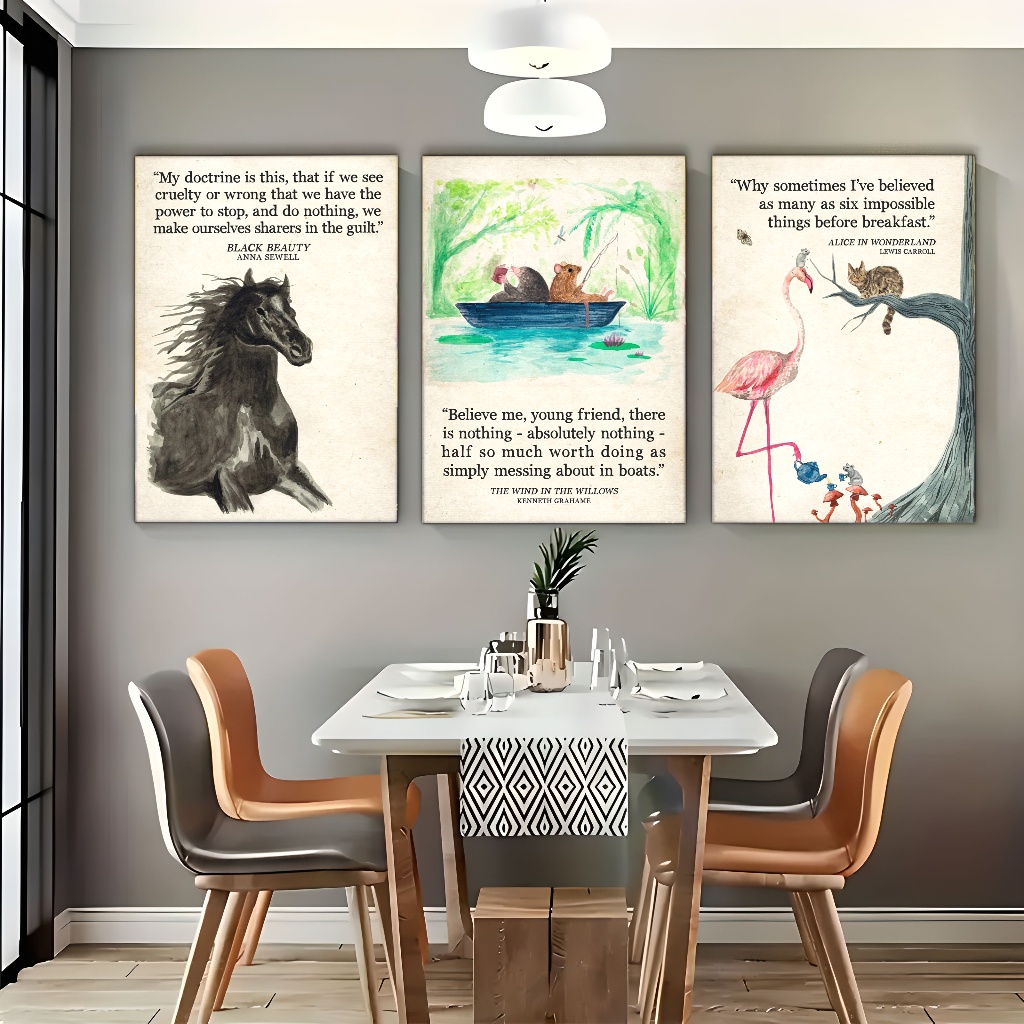 “My doctrine is this, that if we see
cruelty or wrong that we have the
power to stop, and do nothing, we
make ourselves sharers in the guilt.”
BLACK BEAUTY
ANNA SEWELL
“Believe me, young friend, there
is nothing - absolutely nothing -
half so much worth doing as
simply messing about in boats.”
THE WIND IN THE WILLOWS
KENNETH GRAHAME
“Why sometimes I’ve believed
as many as six impossible
things before breakfast.”
ALICE IN WONDERLAND
LEWIS CARROLL